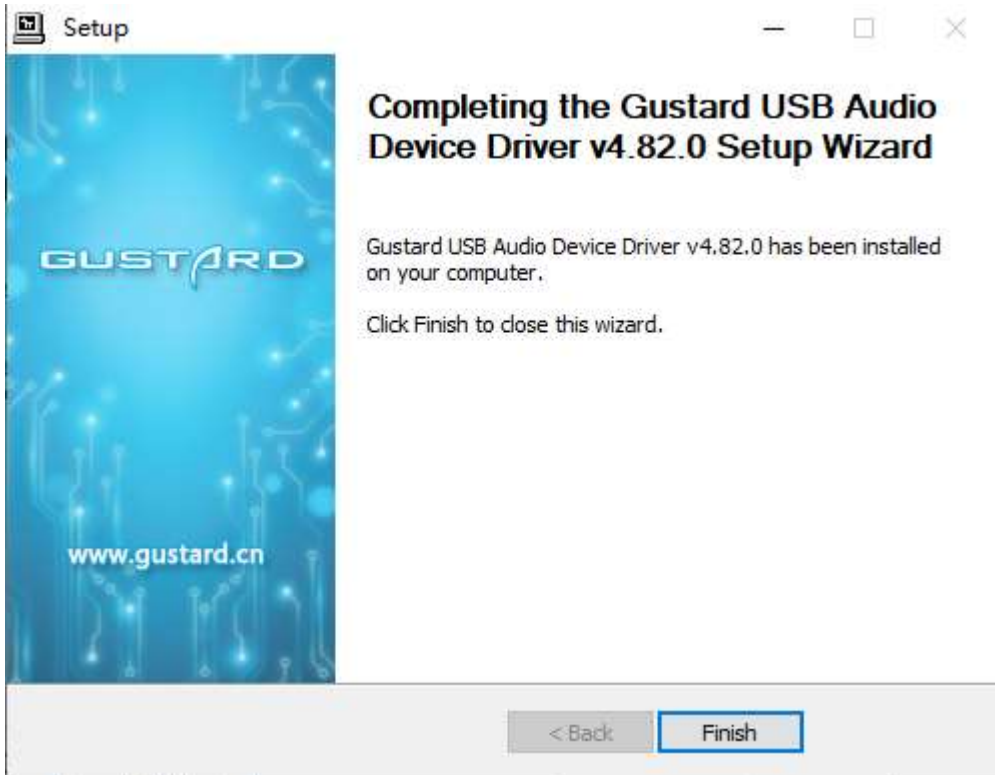 Setup
Completing the Gustard USB Audio
Device Driver v4.82.0 Setup Wizard
GUSTARD
Gustard USB Audio Device Driver v4.82.0 has been installed
on your computer.
Click Finish to close this wizard.
www.gustard.cn
< Back
Finish